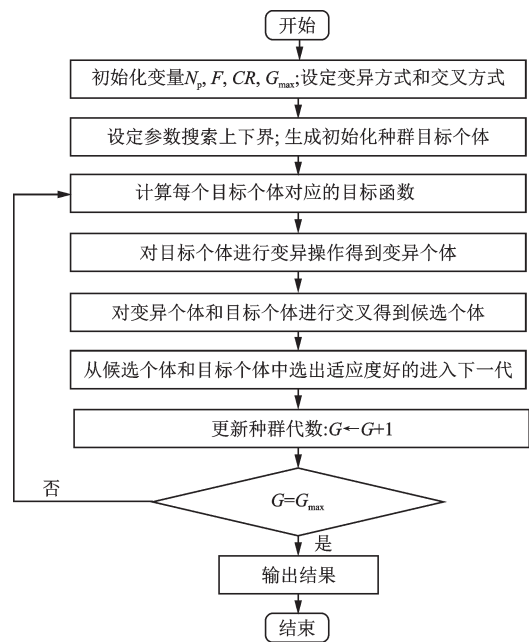 开始
初始化变量Np, F, CR, Gmax;设定变异方式和交叉方式
设定参数搜索上下界; 生成初始化种群目标个体
计算每个目标个体对应的目标函数
对目标个体进行变异操作得到变异个体
对变异个体和目标个体进行交叉得到候选个体
从候选个体和目标个体中选出适应度好的进入下一代
更新种群代数:G←G+1
否
G=Gmax
是
输出结果
结束